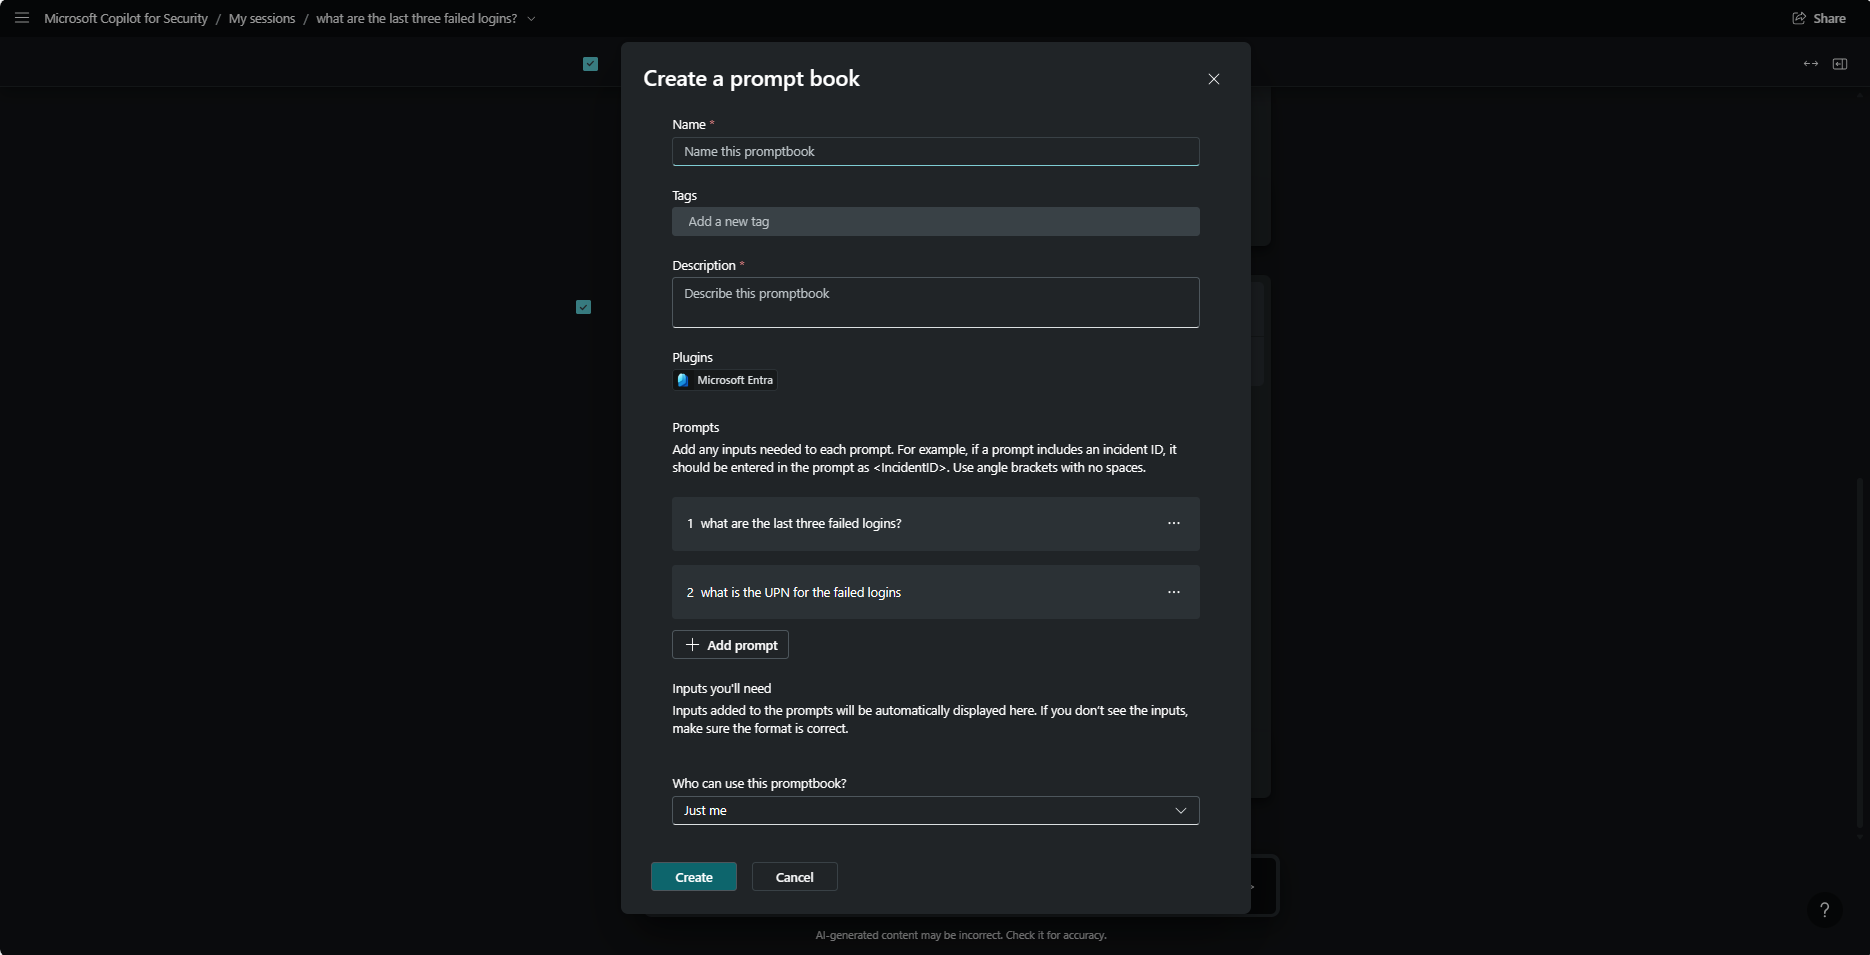 Microsoft Copilot for Security / My sessions / what are the last three failed logins?
Share
Create a prompt book
Name *
Name this promptbook
Tags
Add a new tag
Description *
Describe this promptbook
Plugins
Microsoft Entra
Prompts
Add any inputs needed to each prompt. For example, if a prompt includes an incident ID, it
should be entered in the prompt as <IncidentID>. Use angle brackets with no spaces.
1 what are the last three failed logins?
2 what is the UPN for the failed logins
Add prompt
Inputs you'll need
Inputs added to the prompts will be automatically displayed here. If you don't see the inputs,
make sure the format is correct.
Who can use this promptbook?
Just me
Create
Cancel
?
AI-generated content may be incorrect. Check it for accuracy.